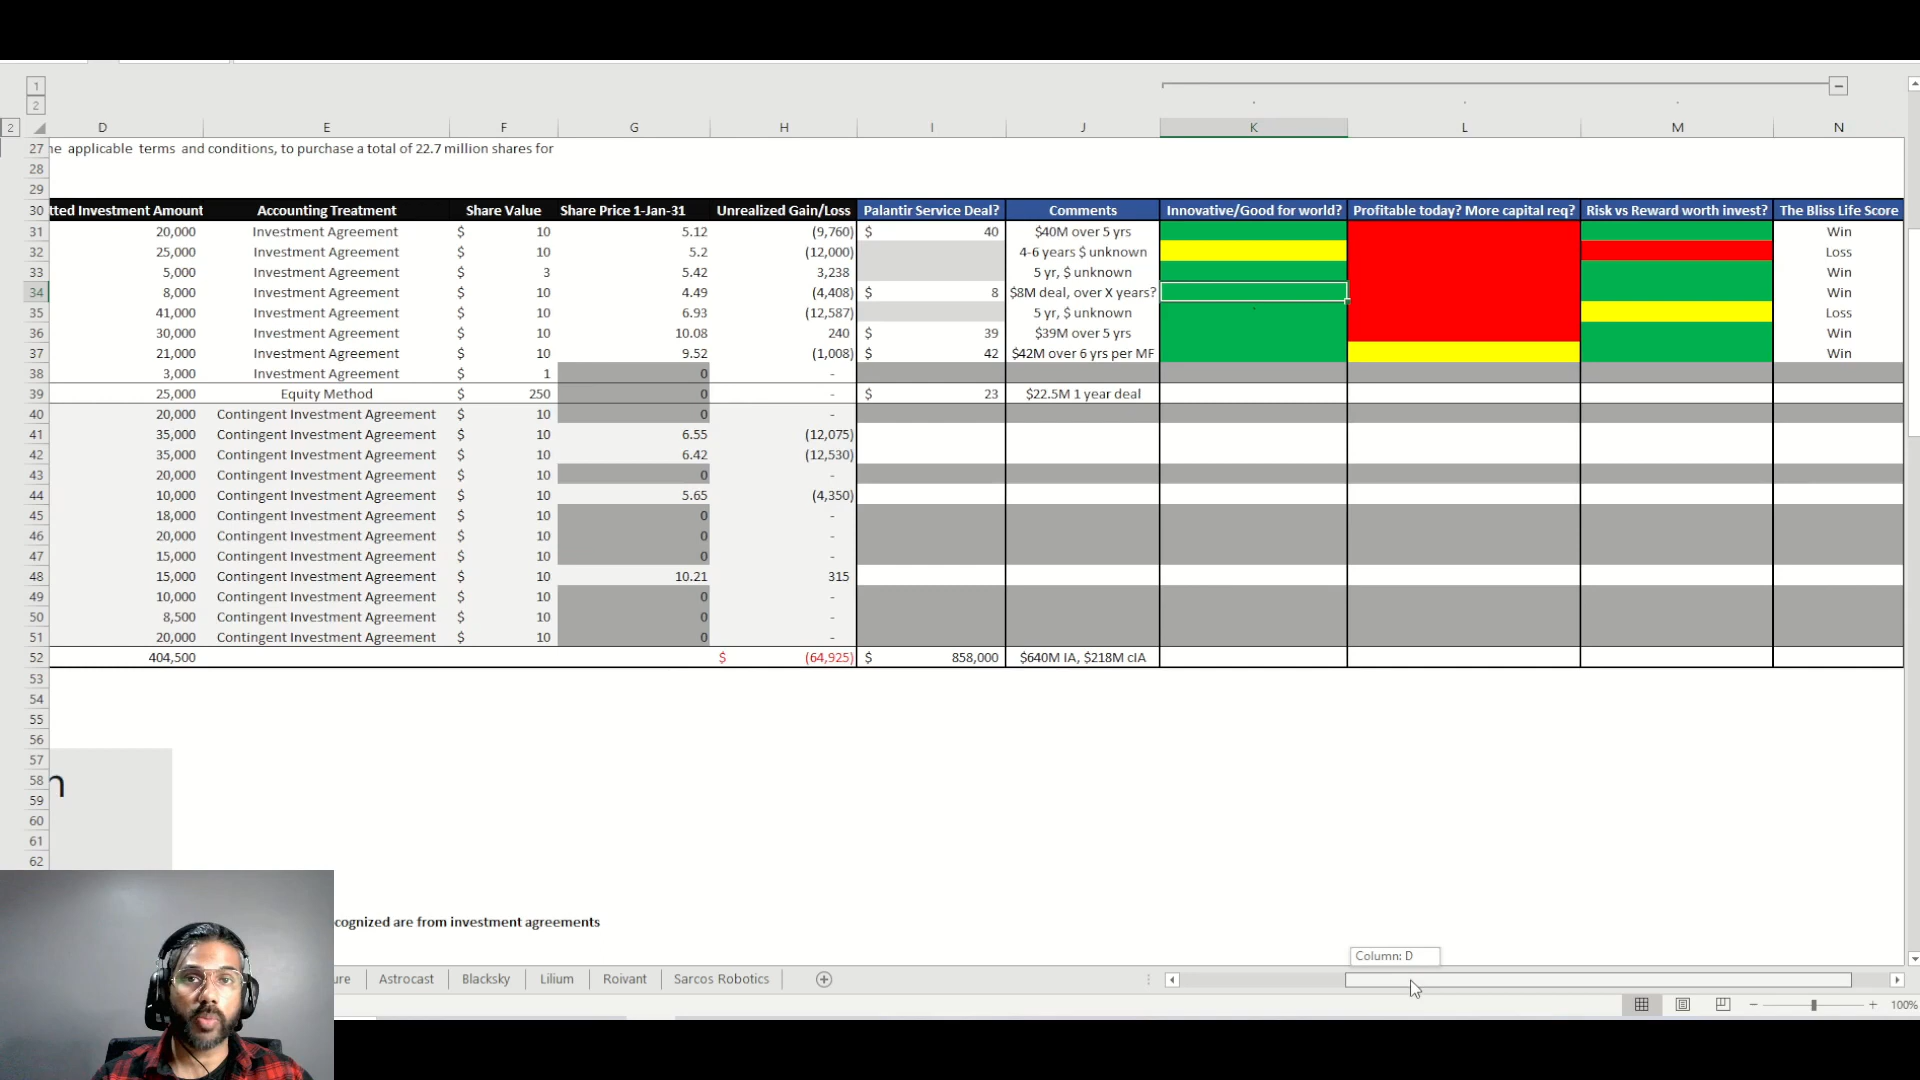 1
2
2
D E F G H I J K L M N
27 he applicable terms and conditions, to purchase a total of 22.7 million shares for
28
29
30 tted Investment Amount Accounting Treatment Share Value Share Price 1-Jan-31 Unrealized Gain/Loss Palantir Service Deal? Comments Innovative/Good for world? Profitable today? More capital req? Risk vs Reward worth invest? The Bliss Life Score
31 20,000 Investment Agreement $ 10 5.12 (9,760) $ 40 $40M over 5 yrs Win
32 25,000 Investment Agreement $ 10 5.2 (12,000) 4-6 years $ unknown Loss
33 5,000 Investment Agreement $ 3 5.42 3,238 5 yr, $ unknown Win
34 8,000 Investment Agreement $ 10 4.49 (4,408) $ 8 $8M deal, over X years? Win
35 41,000 Investment Agreement $ 10 6.93 (12,587) 5 yr, $ unknown Loss
36 30,000 Investment Agreement $ 10 10.08 240 $ 39 $39M over 5 yrs Win
37 21,000 Investment Agreement $ 10 9.52 (1,008) $ 42 $42M over 6 yrs per MF Win
38 3,000 Investment Agreement $ 1 0 -
39 25,000 Equity Method $ 250 0 - $ 23 $22.5M 1 year deal
40 20,000 Contingent Investment Agreement $ 10 0 -
41 35,000 Contingent Investment Agreement $ 10 6.55 (12,075)
42 35,000 Contingent Investment Agreement $ 10 6.42 (12,530)
43 20,000 Contingent Investment Agreement $ 10 0 -
44 10,000 Contingent Investment Agreement $ 10 5.65 (4,350)
45 18,000 Contingent Investment Agreement $ 10 0 -
46 20,000 Contingent Investment Agreement $ 10 0 -
47 15,000 Contingent Investment Agreement $ 10 0 -
48 15,000 Contingent Investment Agreement $ 10 10.21 315
49 10,000 Contingent Investment Agreement $ 10 0 -
50 8,500 Contingent Investment Agreement $ 10 0 -
51 20,000 Contingent Investment Agreement $ 10 0 -
52 404,500 $ (64,925) $ 858,000 $640M IA, $218M cIA
53
54
55
56
57
58 n
59
60
61
62
cognized are from investment agreements
Column: D
ure Astrocast Blacksky Lilium Roivant Sarcos Robotics
100%